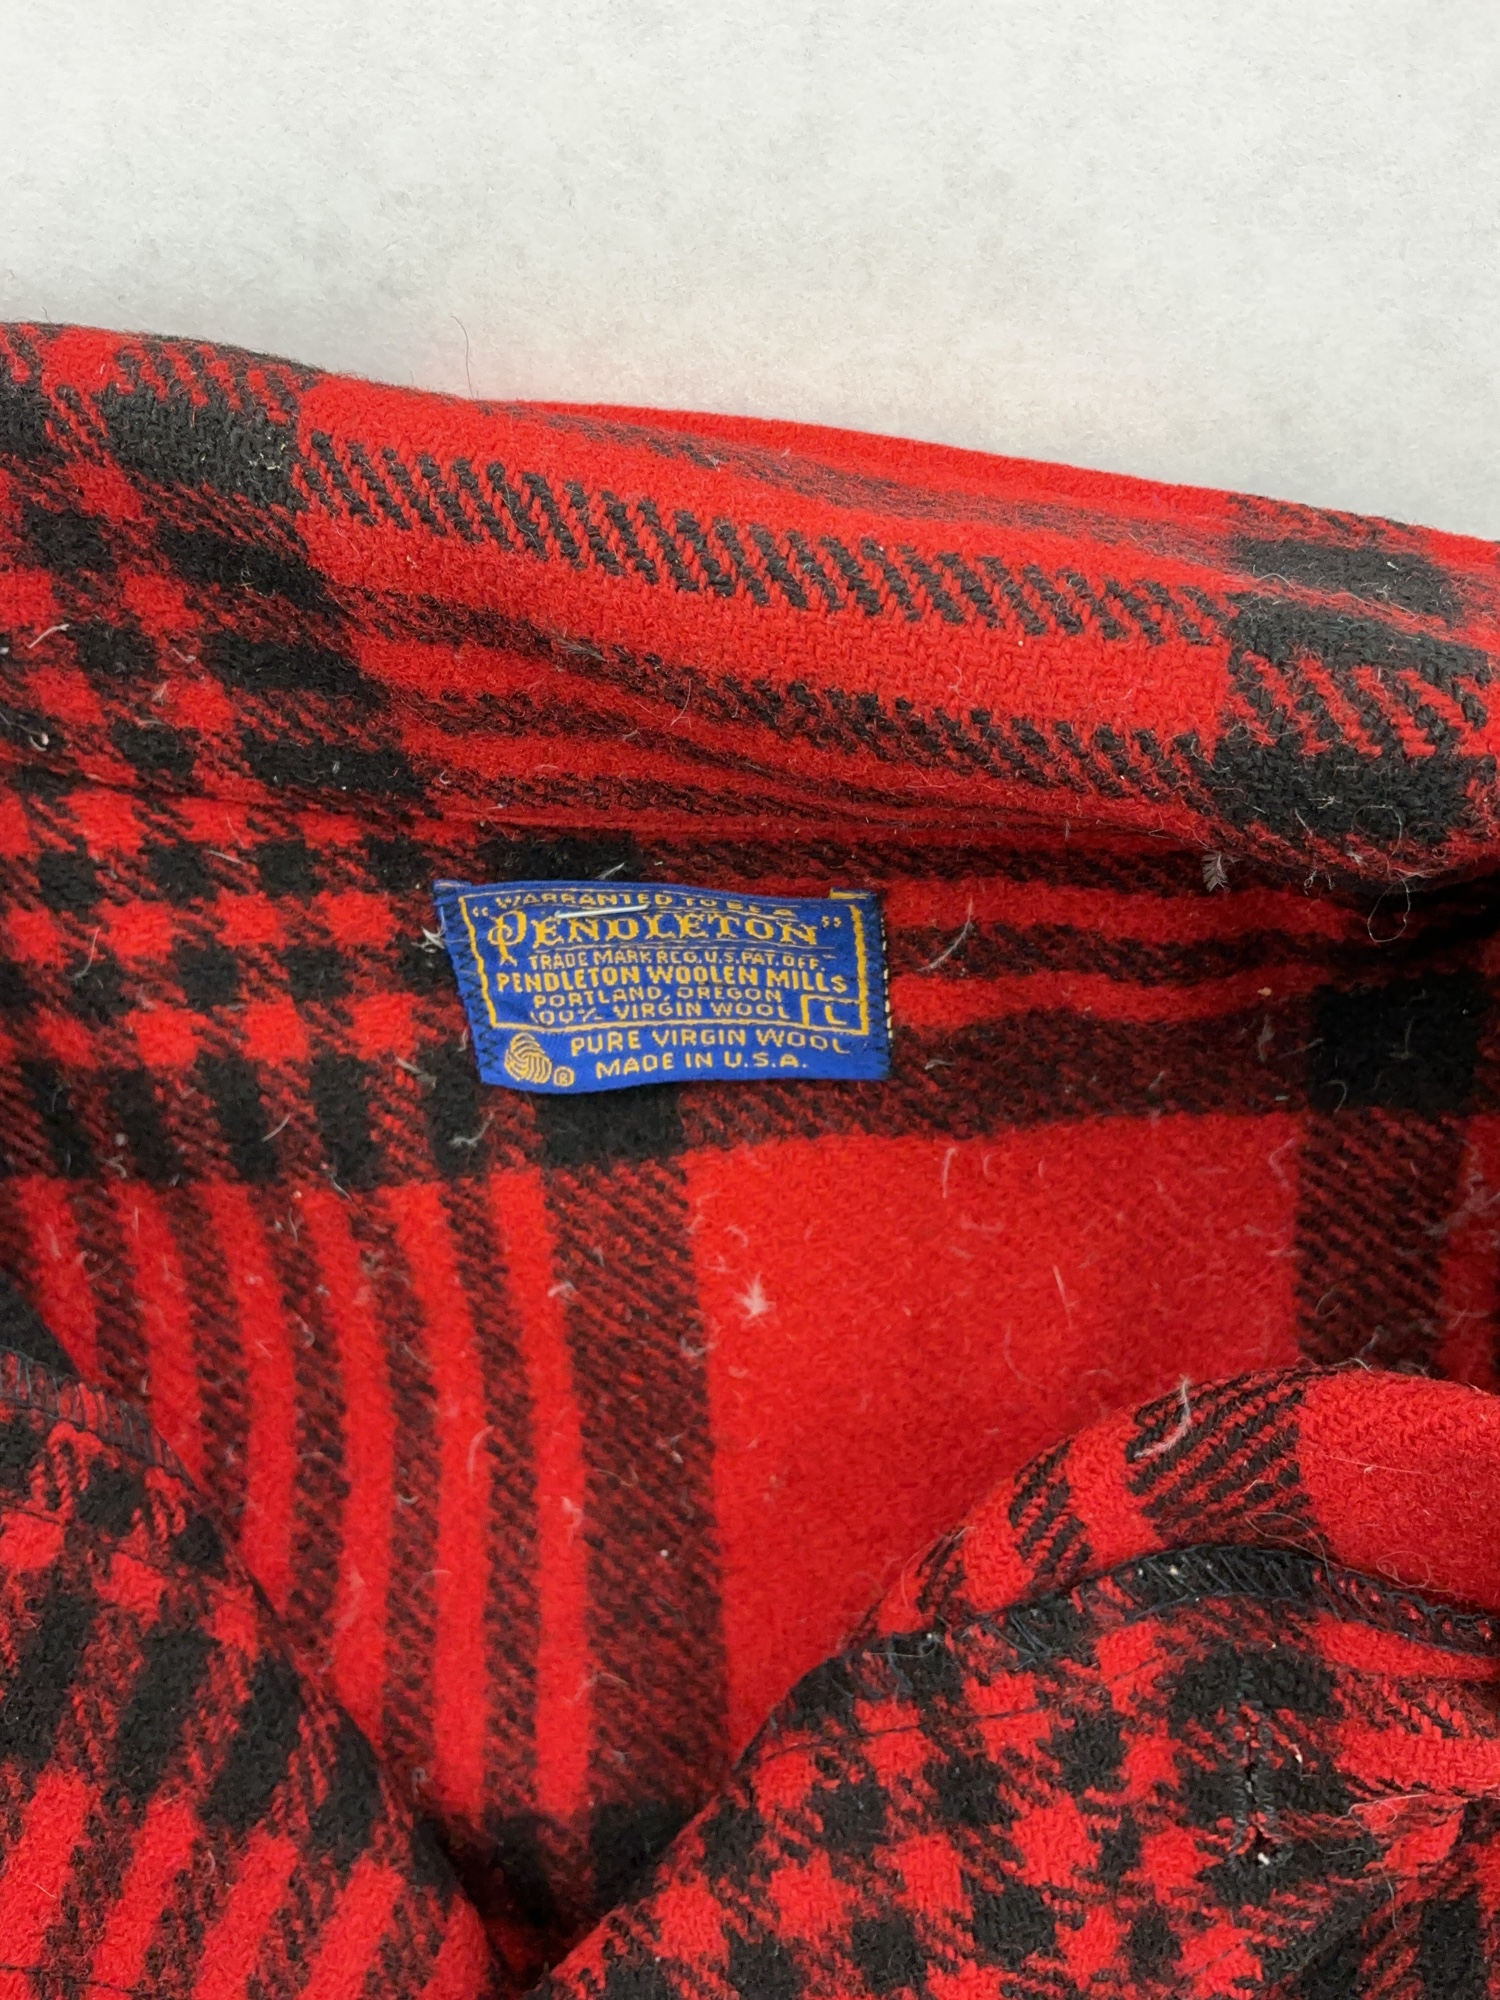 WARRANTED TO BE A
"PENDLETON"
TRADE MARK REG. U.S. PAT. OFF.
PENDLETON WOOLEN MILLS
PORTLAND, OREGON
100% VIRGIN WOOL L
PURE VIRGIN WOOL
® MADE IN U.S.A.